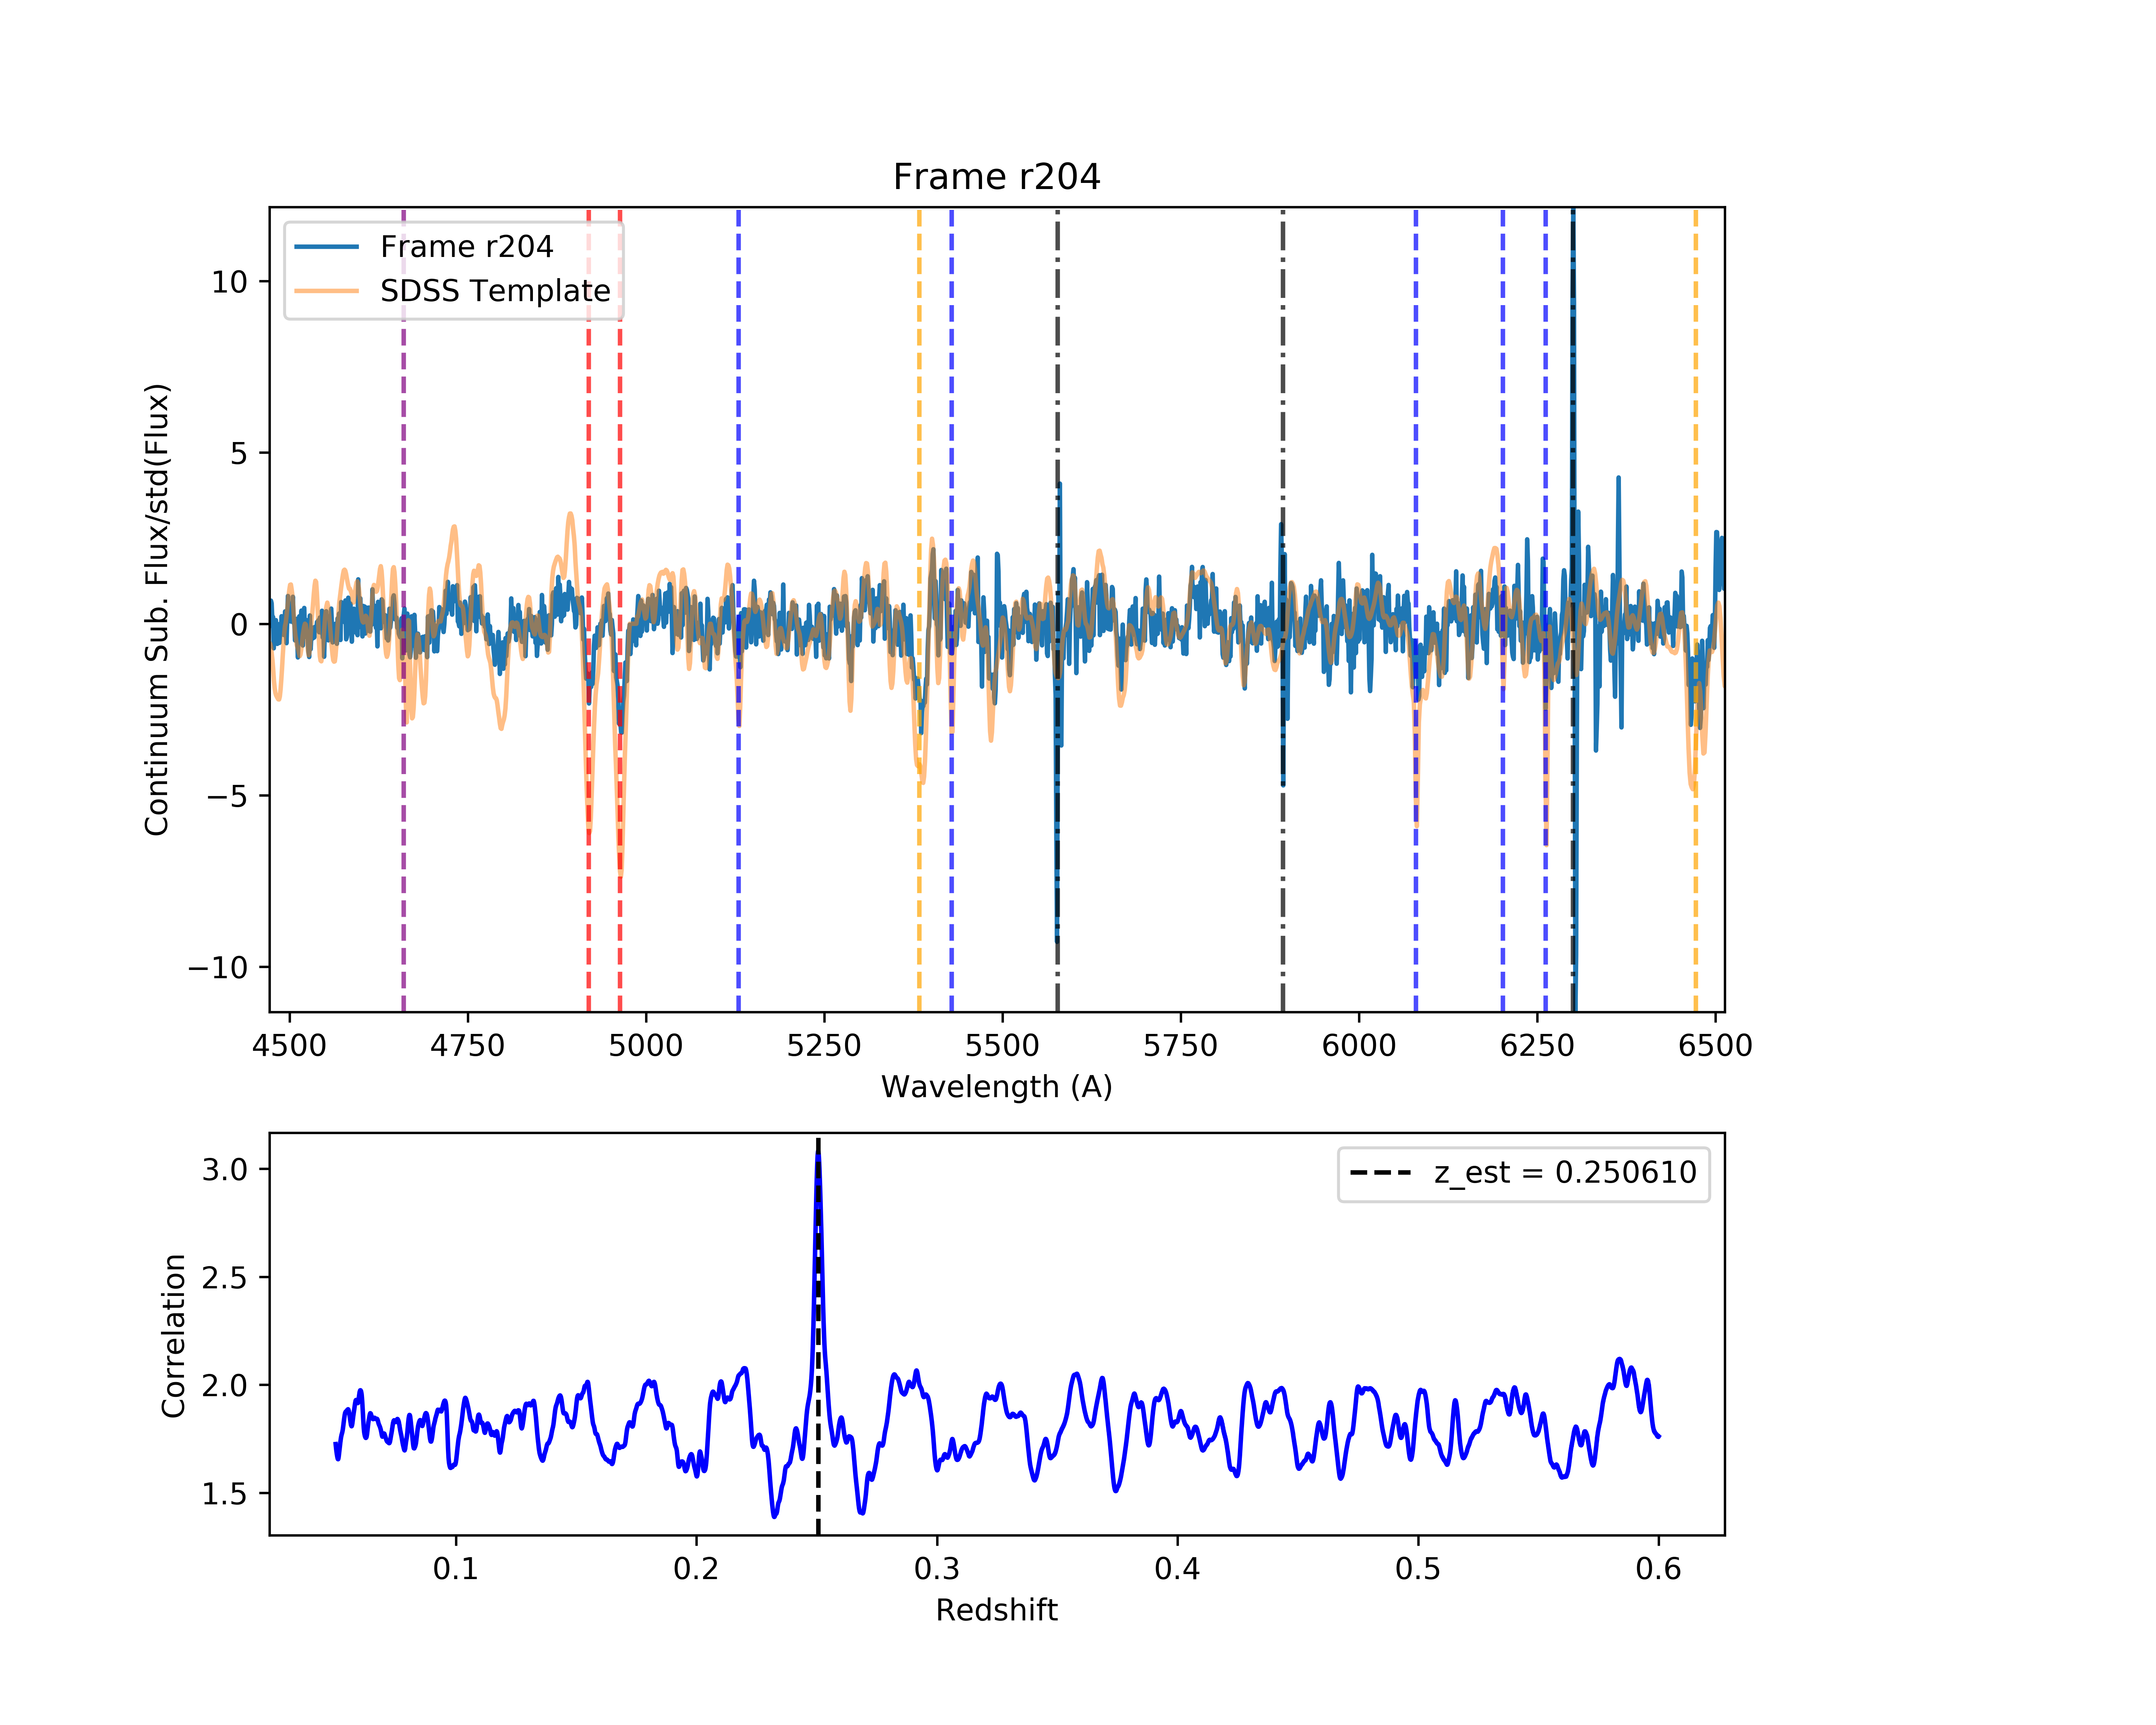 Frame r204
Frame r204
SDSS Template
10
5
0
−5
−10
Continuum Sub. Flux/std(Flux)
4500 4750 5000 5250 5500 5750 6000 6250 6500
Wavelength (A)
z_est = 0.250610
3.0
2.5
2.0
1.5
Correlation
0.1 0.2 0.3 0.4 0.5 0.6
Redshift